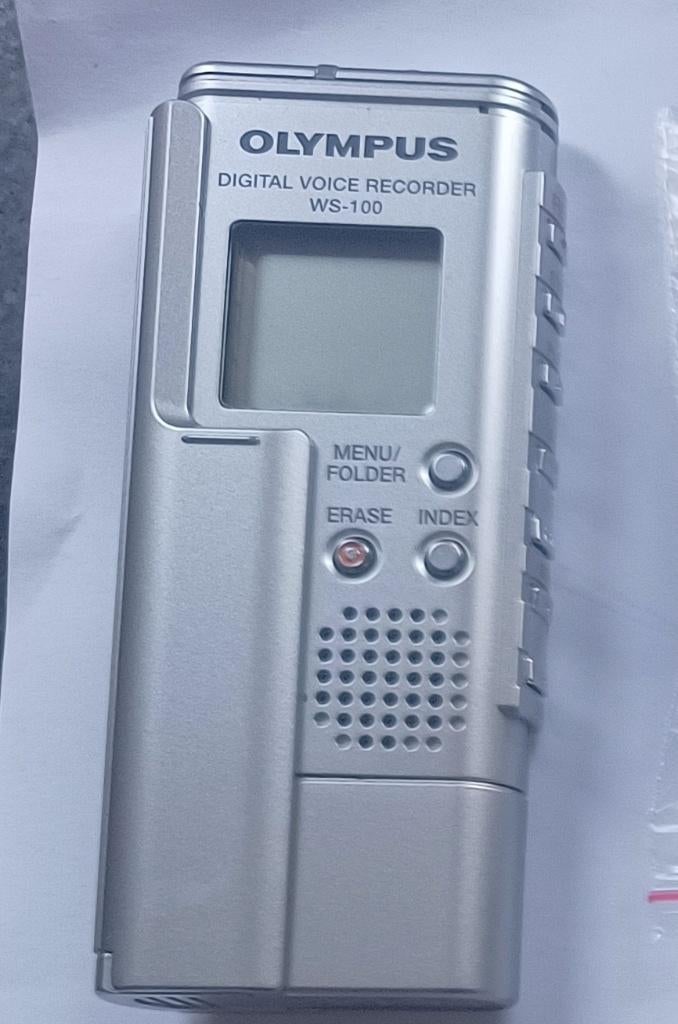 OLYMPUS
DIGITAL VOICE RECORDER
WS-100
MENU/
FOLDER
ERASE INDEX